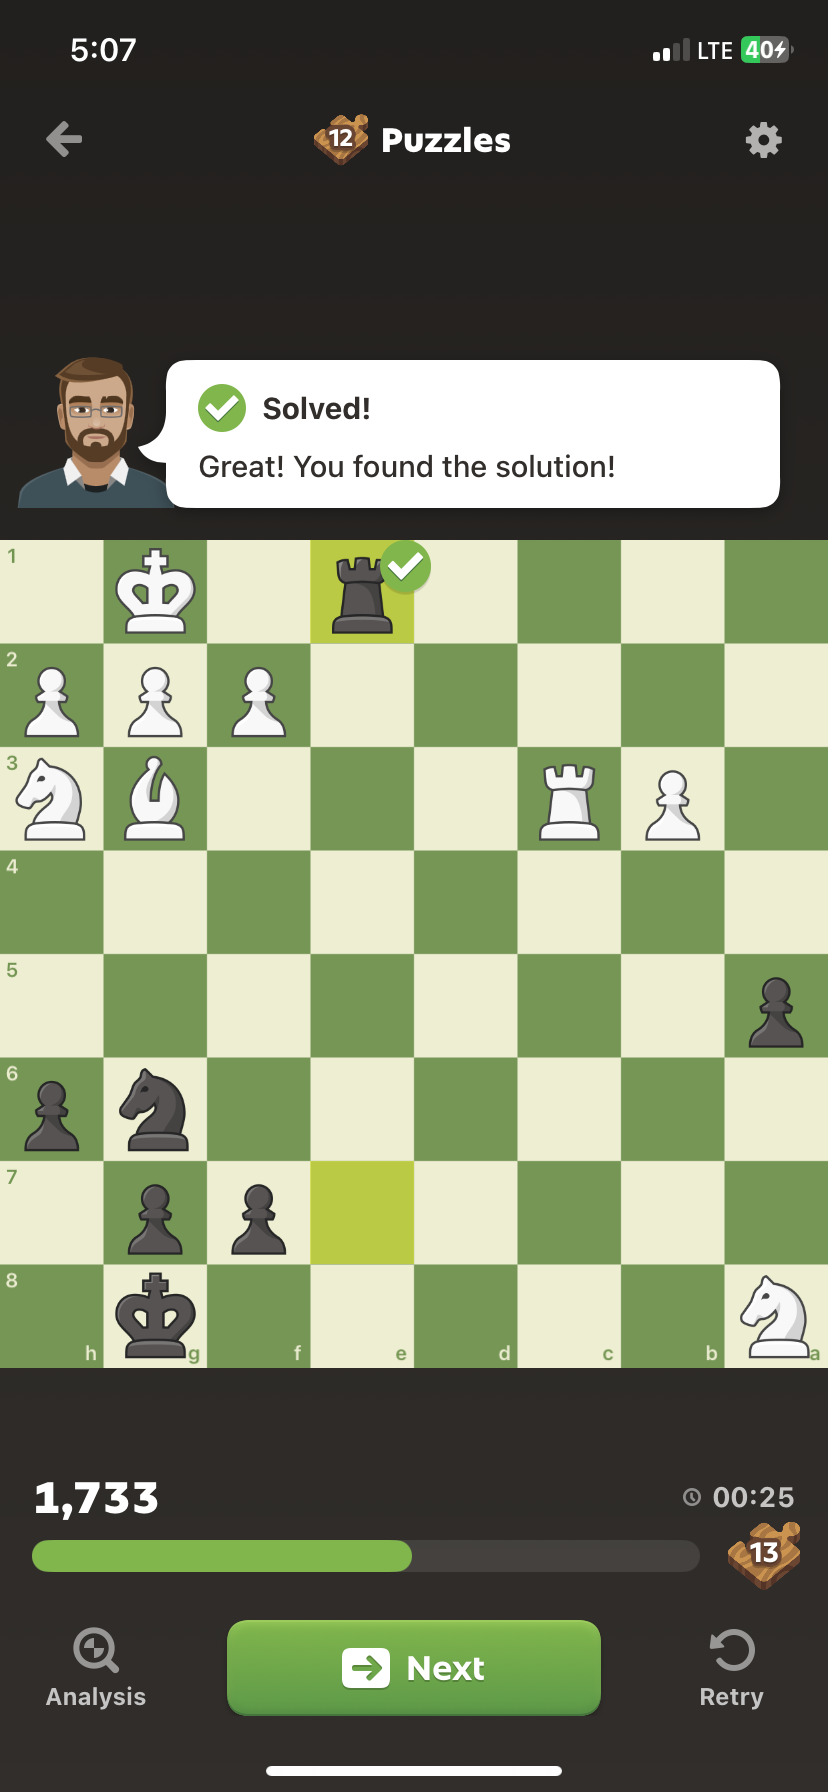 5:07
LTE 40
12 Puzzles
Solved!
Great! You found the solution!
1
2
3
4
5
6
7
8
h g f e d c b a
1,733
00:25
13
Analysis
Next
Retry